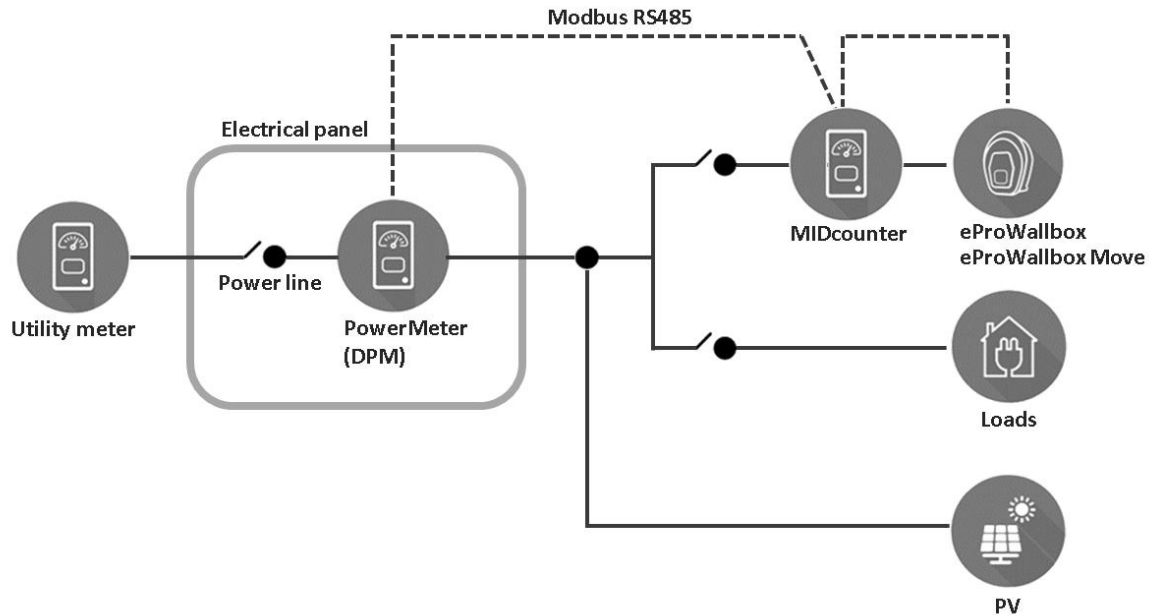 Modbus RS485
Electrical panel
Power line
Utility meter
PowerMeter
(DPM)
MIDcounter
eProWallbox
eProWallbox Move
Loads
PV